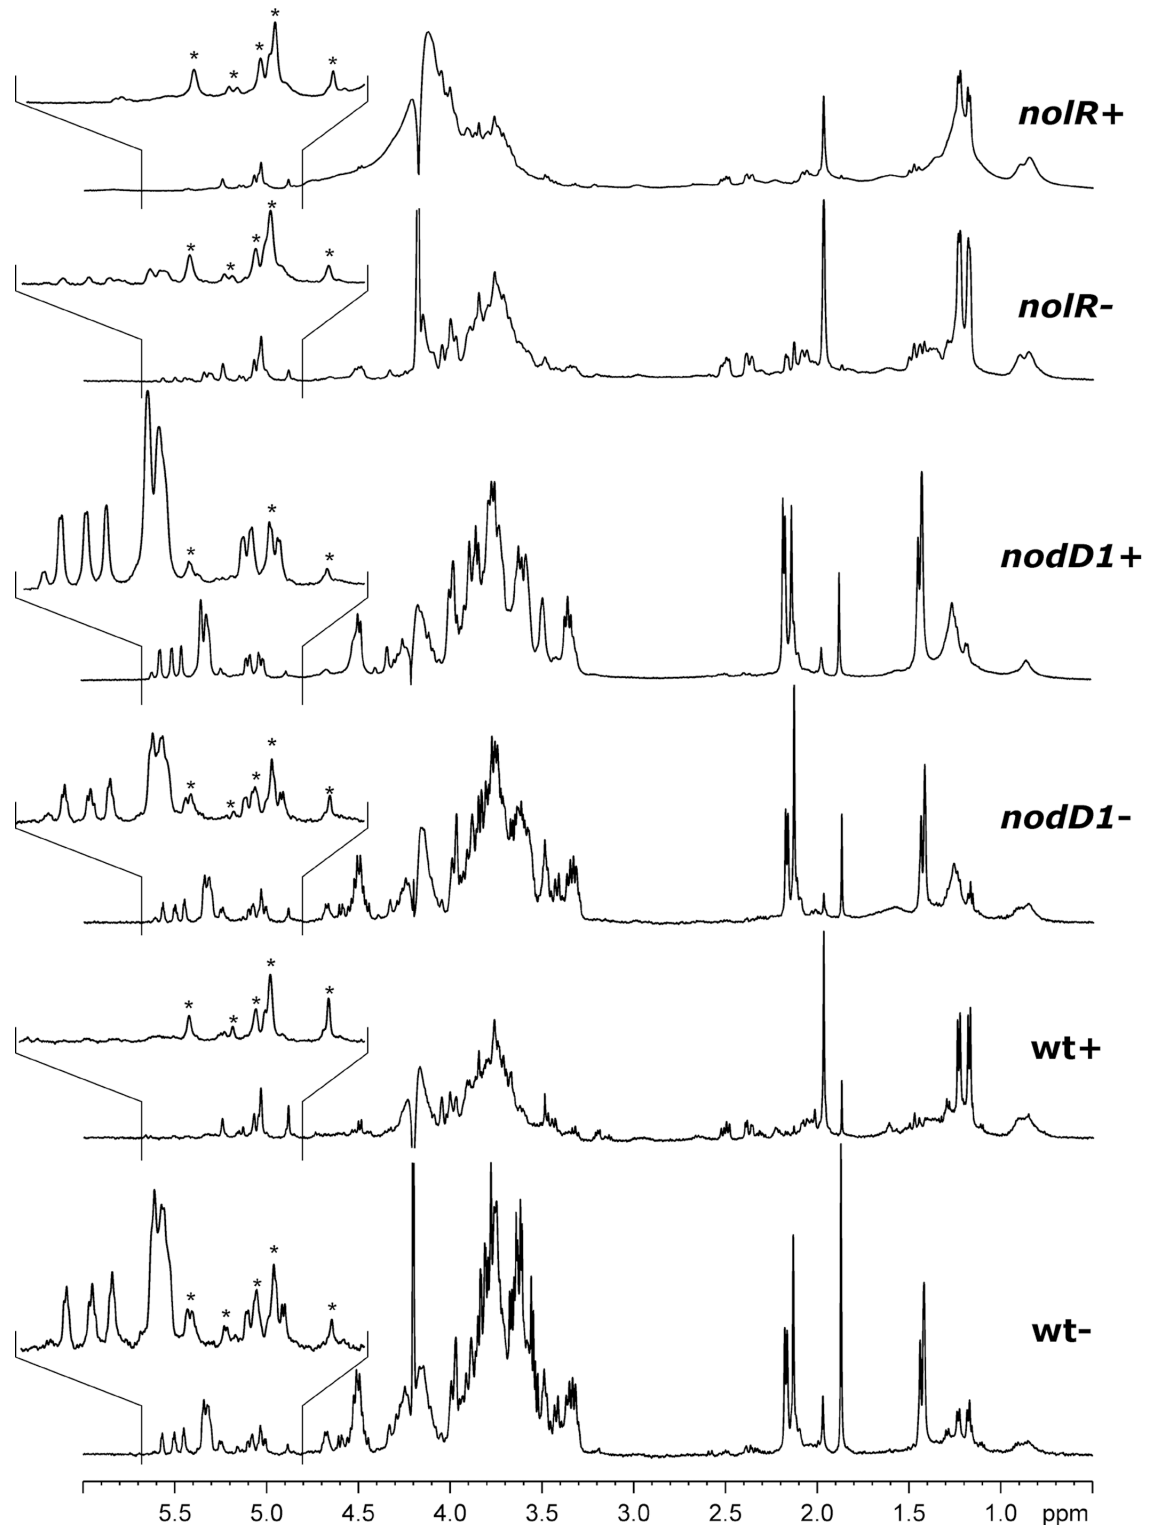 * * * * *
nolR+
* * * * *
nolR-
* * *
nodD1+
* * * * *
nodD1-
* * * * *
wt+
* * * * *
wt-
5.5 5.0 4.5 4.0 3.5 3.0 2.5 2.0 1.5 1.0 ppm